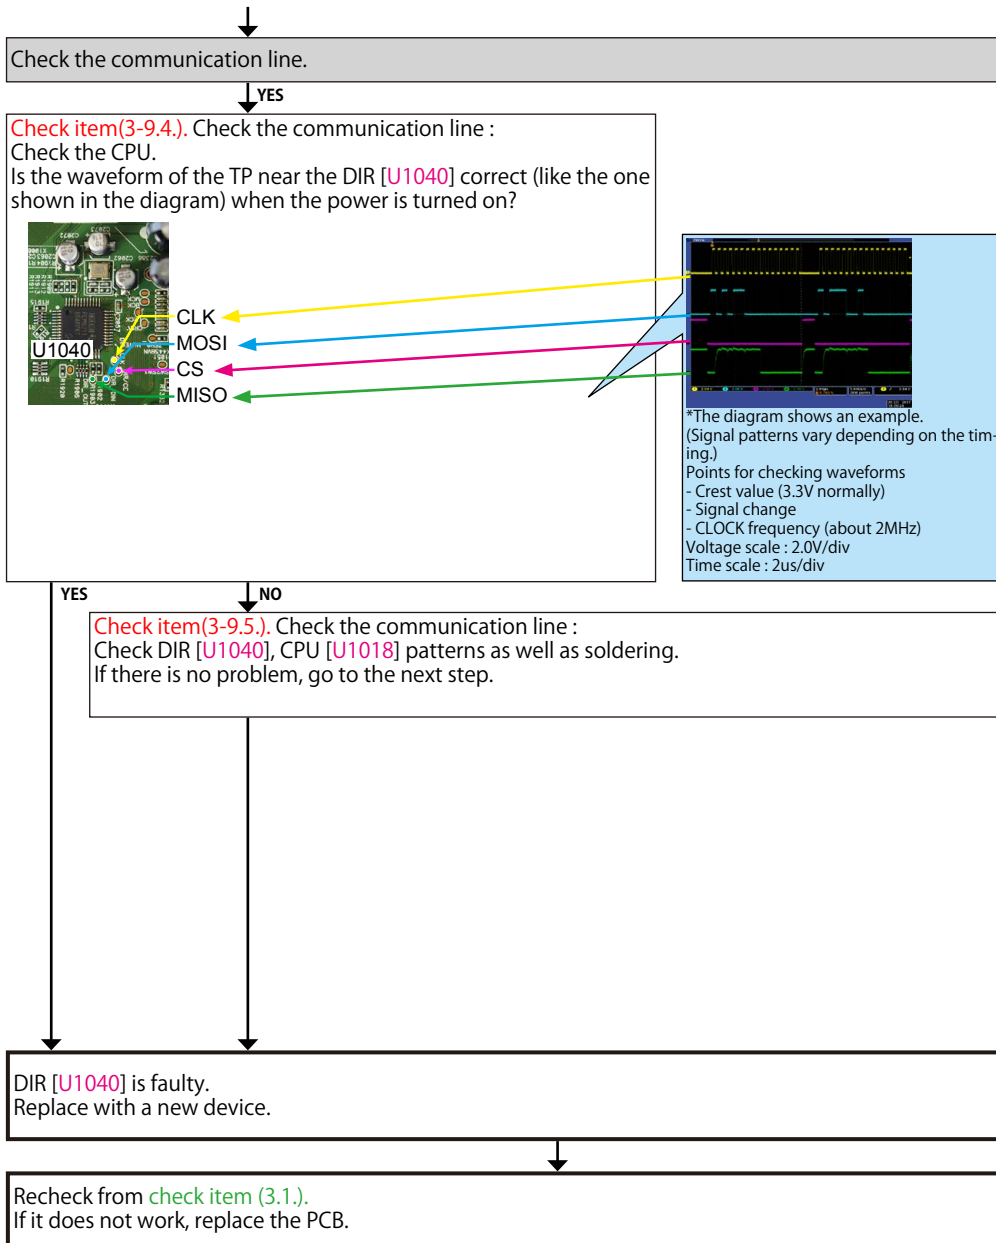 Check the communication line.
YES
Check item(3-9.4.). Check the communication line :
Check the CPU.
Is the waveform of the TP near the DIR [U1040] correct (like the one
shown in the diagram) when the power is turned on?
U1040
CLK
MOSI
CS
MISO
*The diagram shows an example.
(Signal patterns vary depending on the tim-
ing.)
Points for checking waveforms
- Crest value (3.3V normally)
- Signal change
- CLOCK frequency (about 2MHz)
Voltage scale : 2.0V/div
Time scale : 2us/div
YES
NO
Check item(3-9.5.). Check the communication line :
Check DIR [U1040], CPU [U1018] patterns as well as soldering.
If there is no problem, go to the next step.
DIR [U1040] is faulty.
Replace with a new device.
Recheck from check item (3.1.).
If it does not work, replace the PCB.